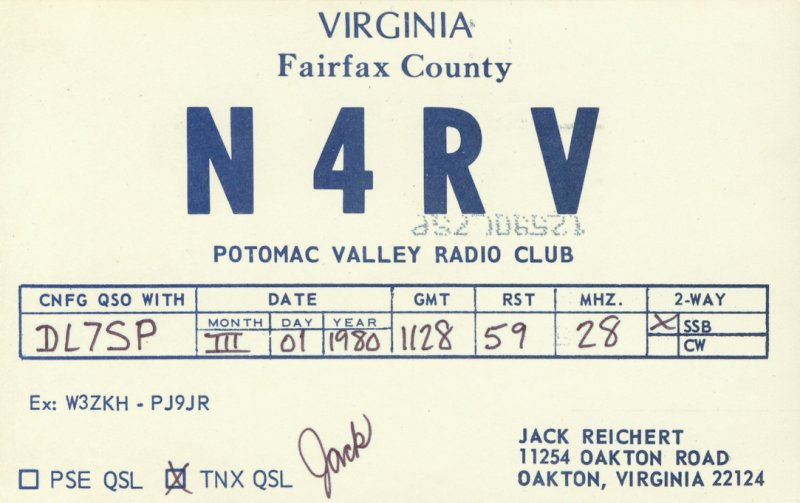 VIRGINIA
Fairfax County
N4RV
POTOMAC VALLEY RADIO CLUB
CNFG QSO WITH DATE GMT RST MHZ. 2-WAY
MONTH DAY YEAR
DL7SP III 01 1980 1128 59 28 X SSB
CW
Ex: W3ZKH - PJ9JR
Jack
JACK REICHERT
11254 OAKTON ROAD
☐ PSE QSL ☒ TNX QSL OAKTON, VIRGINIA 22124